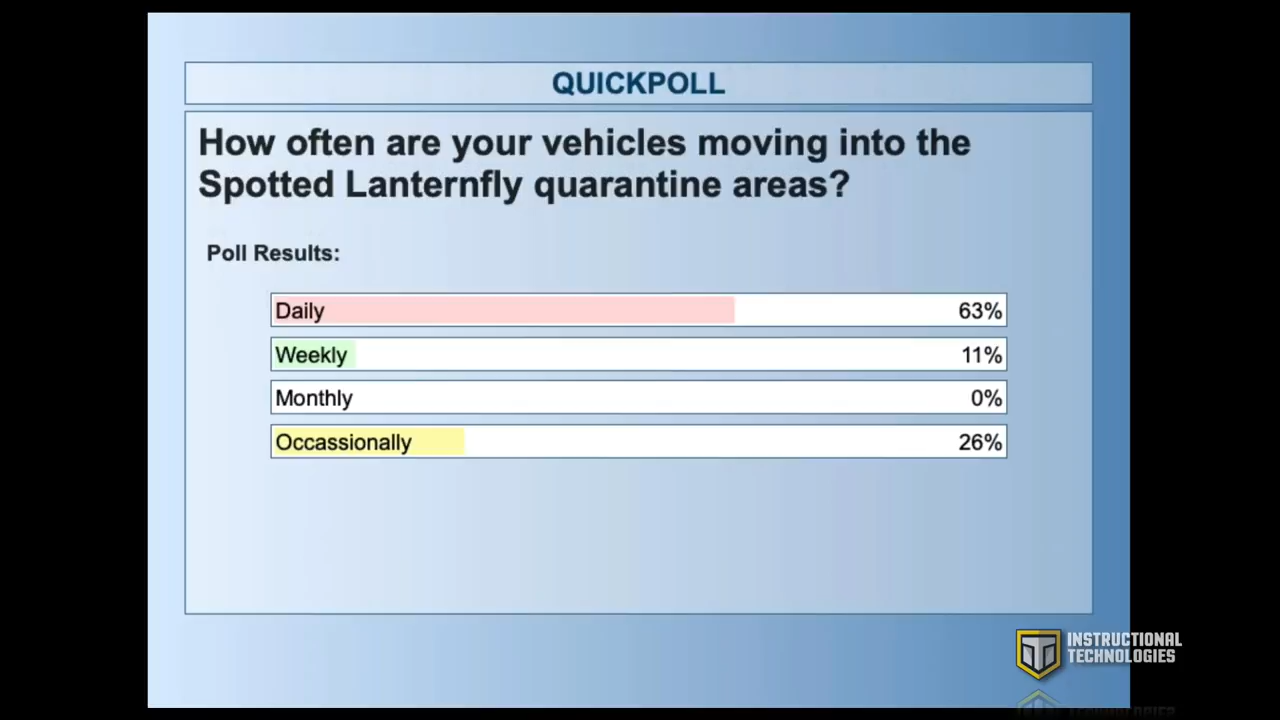 QUICKPOLL
How often are your vehicles moving into the
Spotted Lanternfly quarantine areas?
Poll Results:
Daily 63%
Weekly 11%
Monthly 0%
Occassionally 26%
INSTRUCTIONAL
TECHNOLOGIES